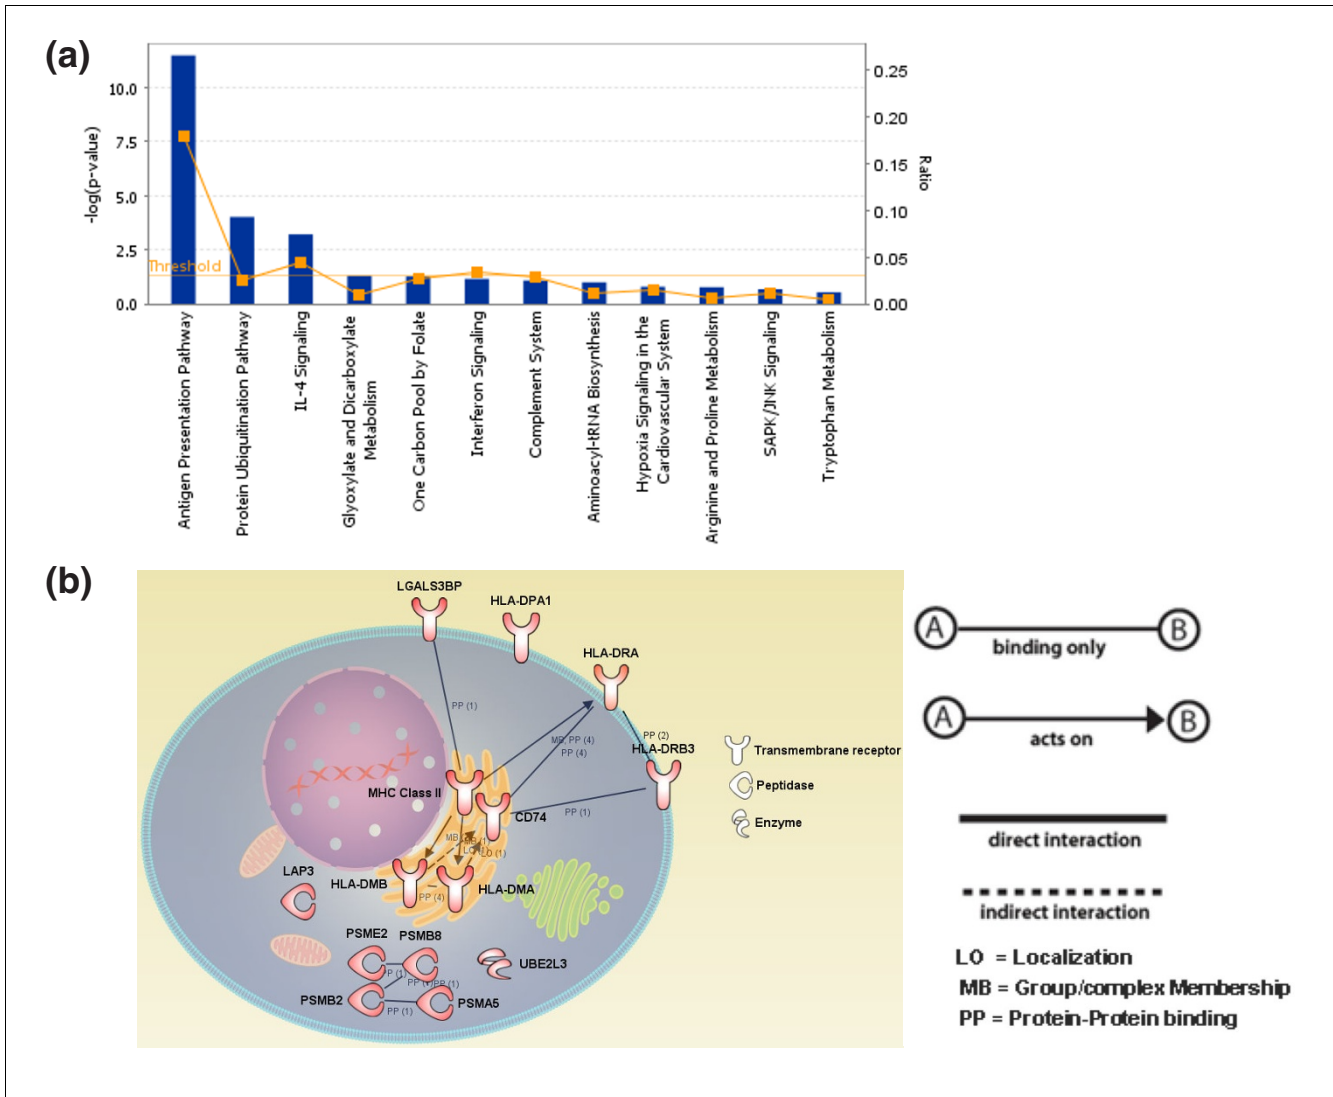 (a)
10.0
7.5
5.0
2.5
0.0
-log(p-value)
Threshold
0.25
0.20
0.15
0.10
0.05
0.00
Ratio
Antigen Presentation Pathway
Protein Ubiquitination Pathway
IL-4 Signaling
Glyoxylate and Dicarboxylate
Metabolism
One Carbon Pool by Folate
Interferon Signaling
Complement System
Aminoacyl-tRNA Biosynthesis
Hypoxia Signaling in the
Cardiovascular System
Arginine and Proline Metabolism
SAPK/JNK Signaling
Tryptophan Metabolism
(b)
LGALS3BP
HLA-DPA1
HLA-DRA
PP (1)
MB, PP (4)
PP (4)
PP (2)
HLA-DRB3
MHC Class II
CD74
PP (1)
LO (1)
HLA-DMB
HLA-DMA
PP (4)
LAP3
PSME2
PSMB8
PP (1)
UBE2L3
PSMB2
PSMA5
PP (1)
Transmembrane receptor
Peptidase
Enzyme
A
B
binding only
A
B
acts on
direct interaction
indirect interaction
LO = Localization
MB = Group/complex Membership
PP = Protein-Protein binding